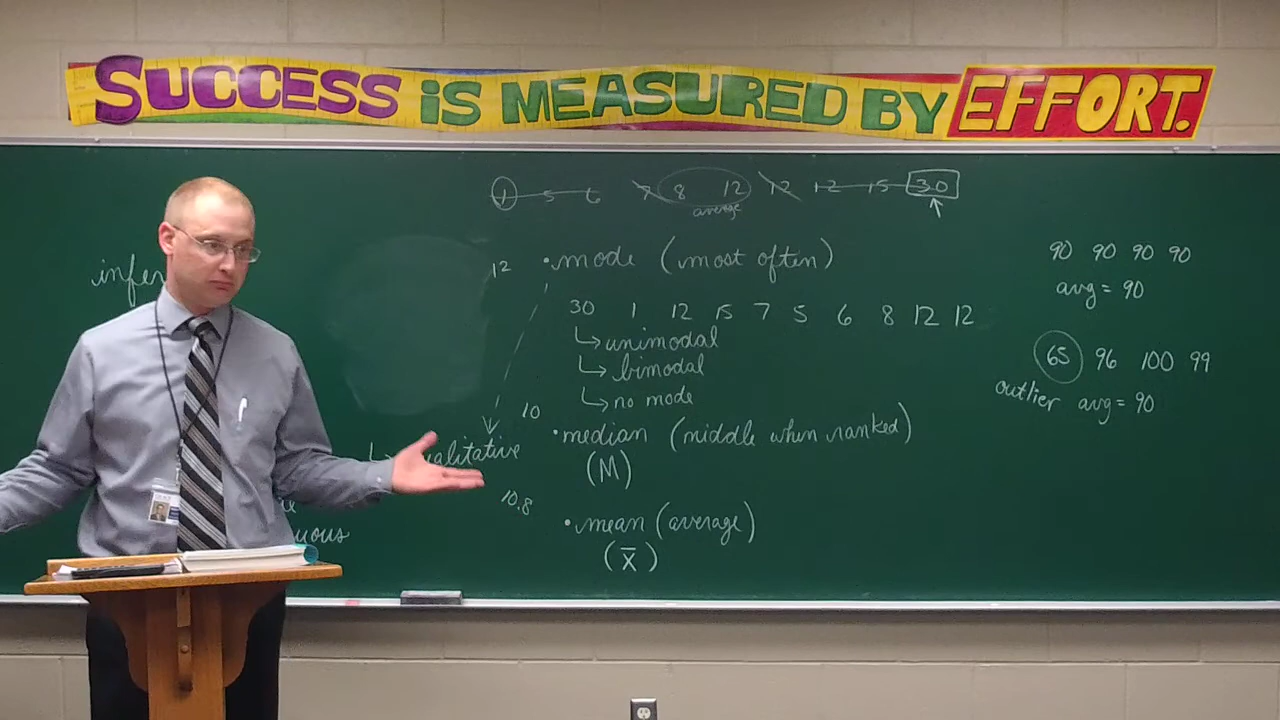 SUCCESS IS MEASURED BY EFFORT.
1 5 6 7 8 12 12 12 15 30
average
12 • mode (most often)
30 1 12 15 7 5 6 8 12 12
↳ unimodal
↳ bimodal
↳ no mode
10 • median (middle when ranked)
(M)
10.8 • mean (average)
(x̄)
infer
ualitative
uous
90 90 90 90
avg = 90
65 96 100 99
outlier avg = 90